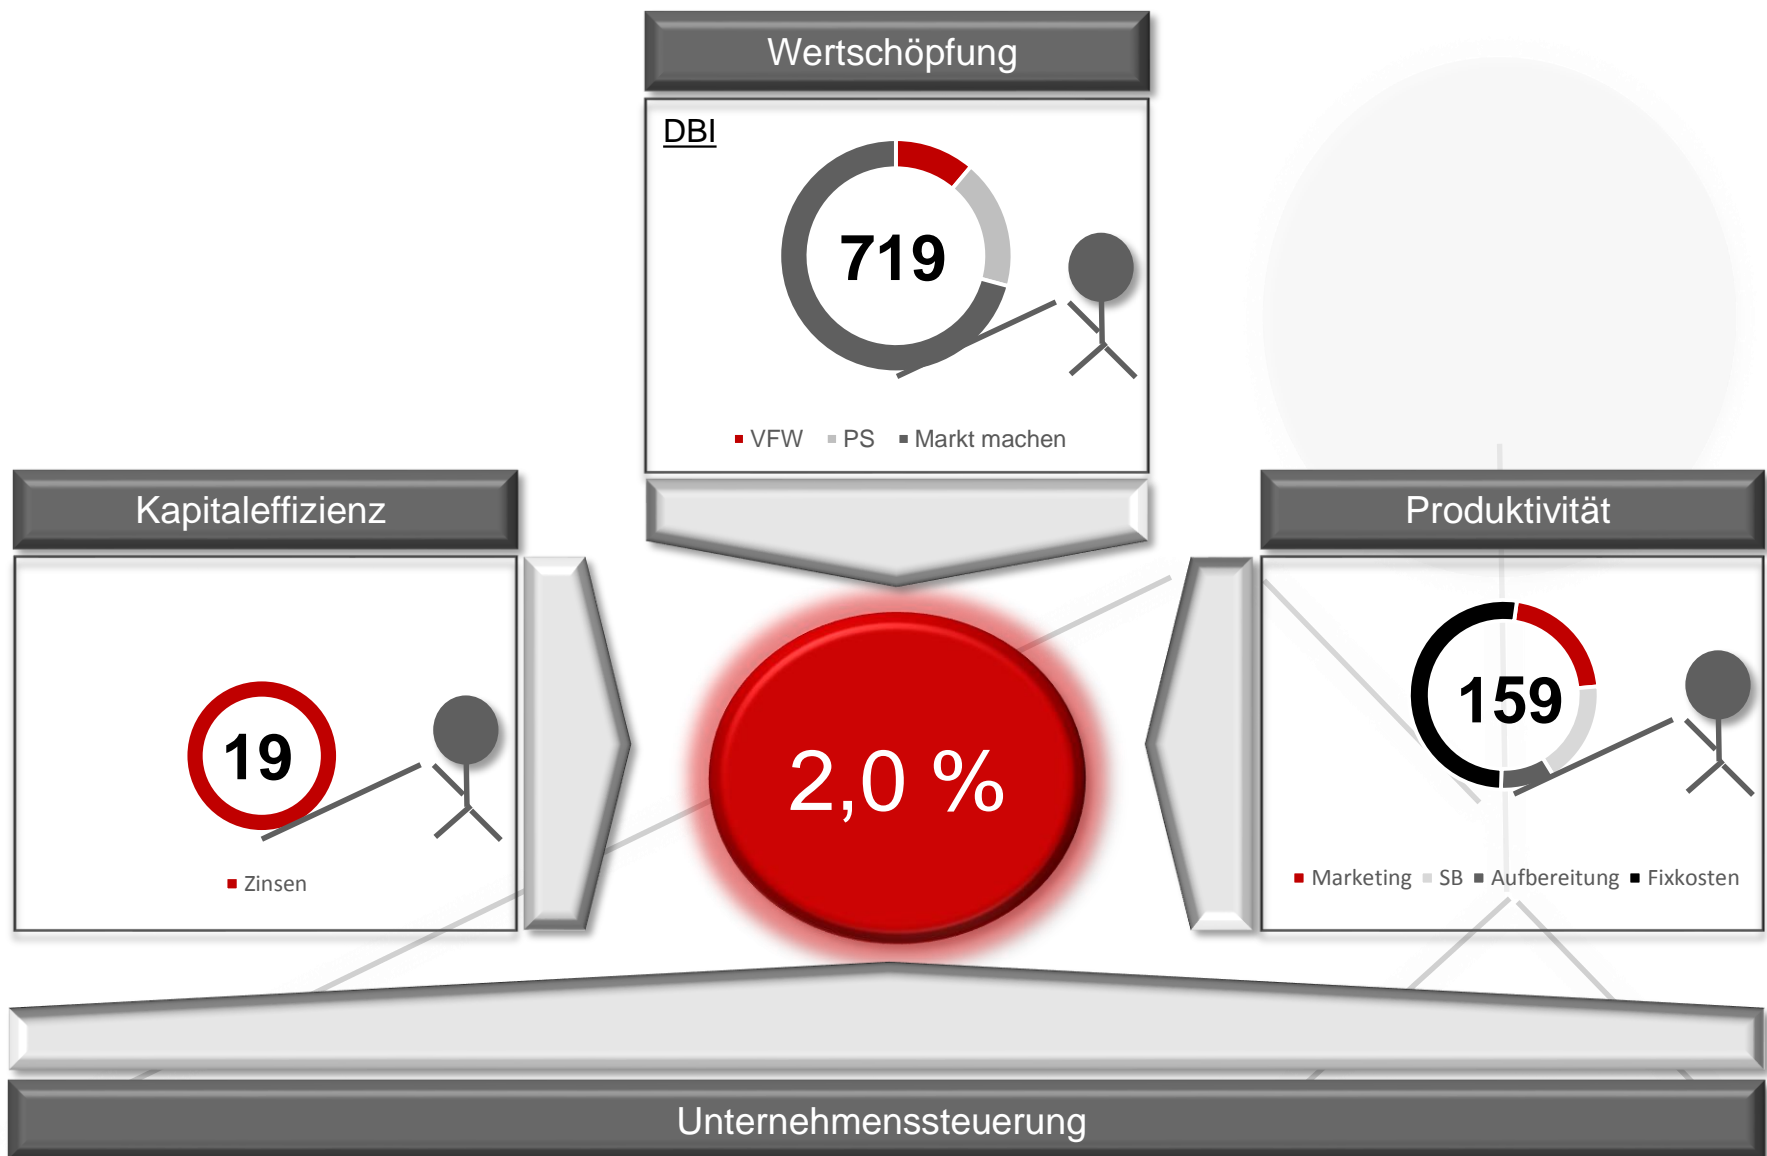 Wertschöpfung
DBI
719
VFW PS Markt machen
Kapitaleffizienz
19
Zinsen
2,0 %
Produktivität
159
Marketing SB Aufbereitung Fixkosten
Unternehmenssteuerung